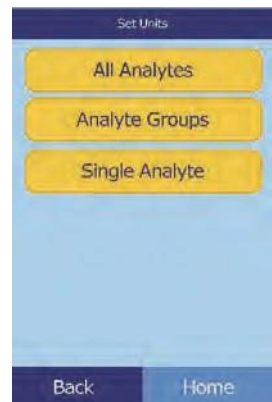 Set Units
All Analytes
Analyte Groups
Single Analyte
Back Home